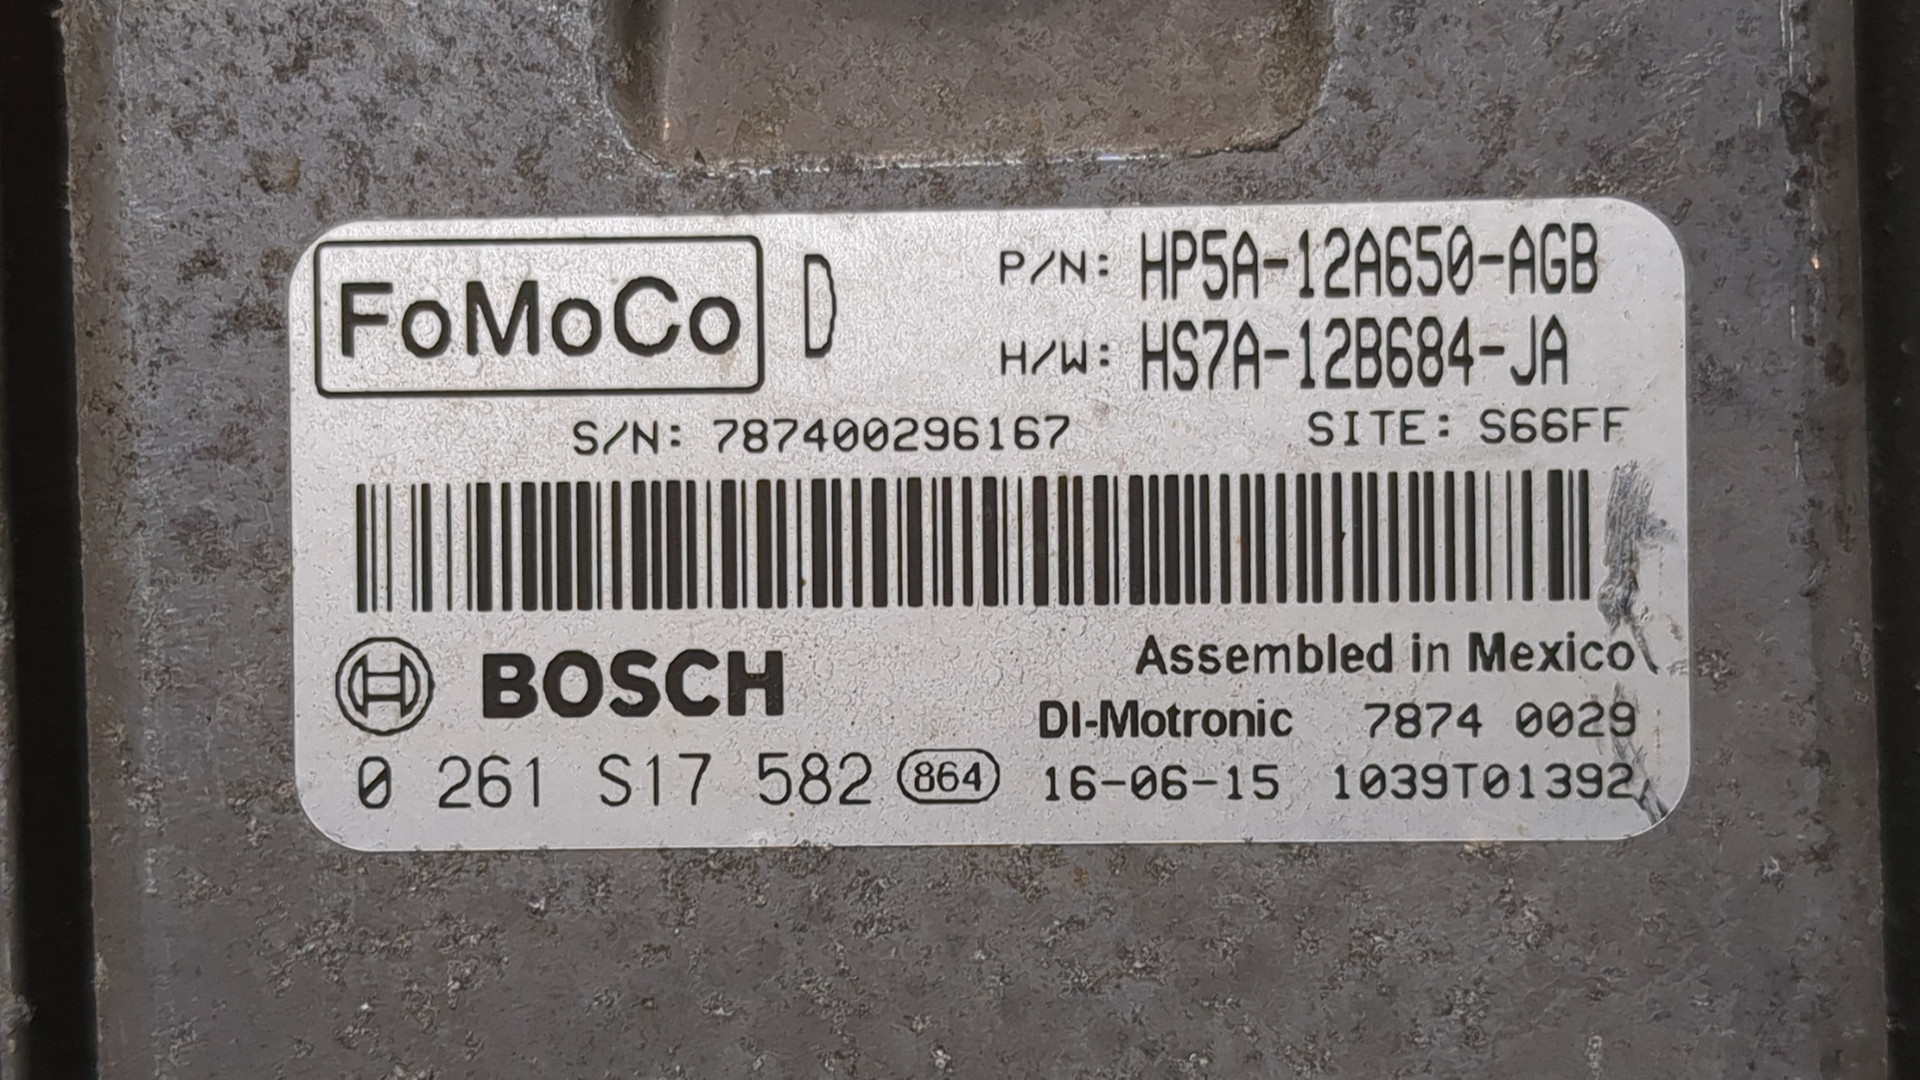 FoMoCo D P/N: HP5A-12A650-AGB
H/W: HS7A-12B684-JA
S/N: 787400296167 SITE: S66FF
BOSCH Assembled in Mexico
DI-Motronic 7874 0029
0 261 S17 582 864 16-06-15 1039T01392